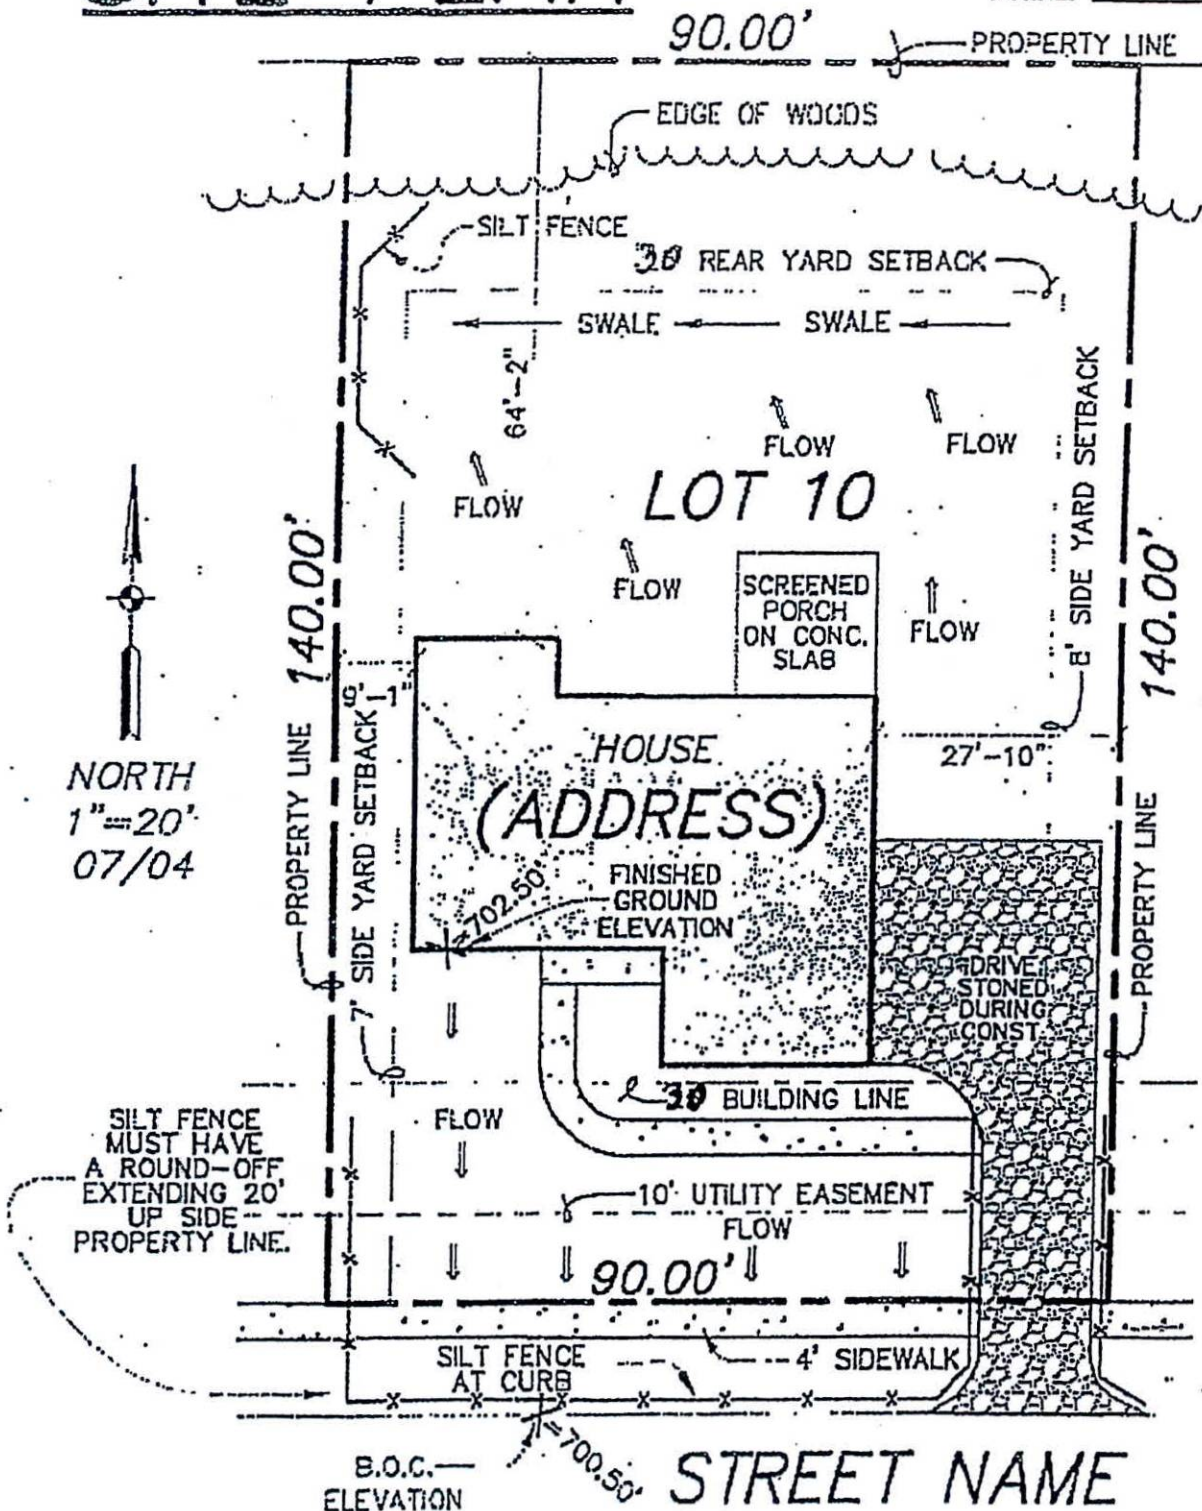 90.00'
PROPERTY LINE
EDGE OF WOODS
SILT FENCE
REAR YARD SETBACK
SWALE
SWALE
64'-2"
8' SIDE YARD SETBACK
FLOW
FLOW
FLOW
LOT 10
FLOW
FLOW
SCREENED
PORCH
ON CONC.
SLAB
140.00'
140.00'
NORTH
1"=20'
07/04
PROPERTY LINE
7' SIDE YARD SETBACK
9'-1"
HOUSE
(ADDRESS)
FINISHED
GROUND
ELEVATION
702.50'
27'-10"
PROPERTY LINE
DRIVE
STONED
DURING
CONST.
BUILDING LINE
SILT FENCE
MUST HAVE
A ROUND-OFF
EXTENDING 20'
UP SIDE
PROPERTY LINE.
FLOW
10' UTILITY EASEMENT
FLOW
90.00'
4' SIDEWALK
SILT FENCE
AT CURB
B.O.C.
ELEVATION
700.50'
STREET NAME